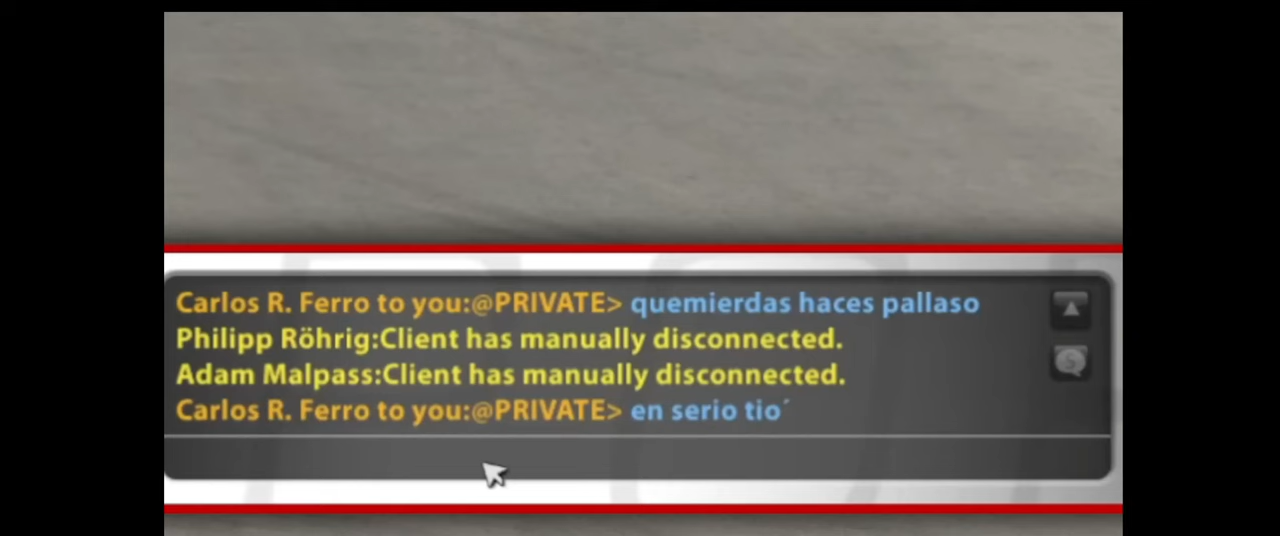 Carlos R. Ferro to you:@PRIVATE> quemierdas haces pallaso
Philipp Röhrig:Client has manually disconnected.
Adam Malpass:Client has manually disconnected.
Carlos R. Ferro to you:@PRIVATE> en serio tio´